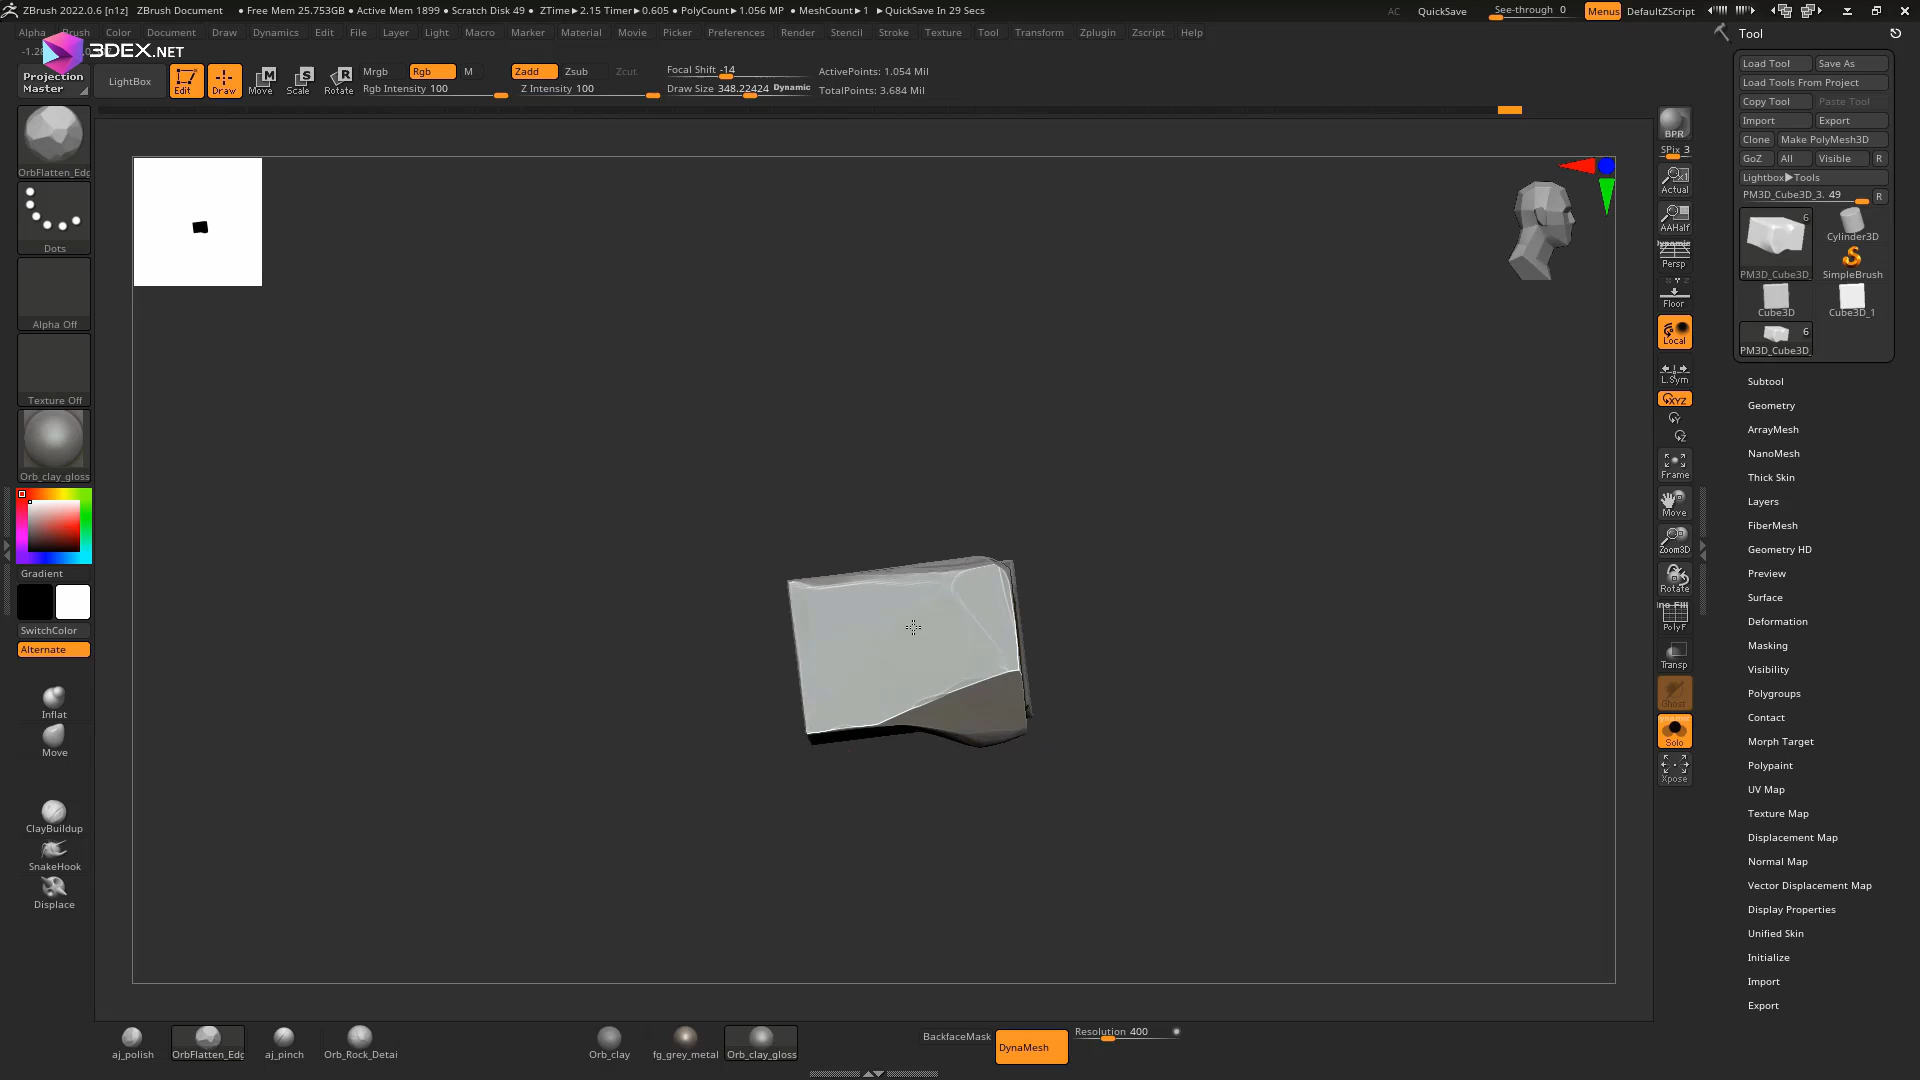 ZBrush 2022.0.6 [n1z] ZBrush Document • Free Mem 25.753GB • Active Mem 1899 • Scratch Disk 49 • ZTime►2.15 Timer►0.605 • PolyCount►1.056 MP • MeshCount►1 ►QuickSave In 29 Secs AC QuickSave See-through 0 Menus DefaultZScript
Alpha Brush Color Document Draw Dynamics Edit File Layer Light Macro Marker Material Movie Picker Preferences Render Stencil Stroke Texture Tool Transform Zplugin Zscript Help
3DEX.NET
Projection Master
LightBox
Edit
Draw
Move
Scale
Rotate
Mrgb Rgb M
Rgb Intensity 100
Zadd Zsub Zcut
Z Intensity 100
Focal Shift -14
Draw Size 348.22424 Dynamic
ActivePoints: 1.054 Mil
TotalPoints: 3.684 Mil
OrbFlatten_Edg
Dots
Alpha Off
Texture Off
Orb_clay_gloss
Gradient
SwitchColor
Alternate
Inflat
Move
ClayBuildup
SnakeHook
Displace
BPR
SPix 3
Actual
AAHalf
Dynamic
Persp
Floor
Local
L.Sym
XYZ
Y
Z
Frame
Move
Zoom3D
Rotate
PolyF
Transp
Ghost
Solo
Xpose
Tool
Load Tool Save As
Load Tools From Project
Copy Tool Paste Tool
Import Export
Clone Make PolyMesh3D
GoZ All Visible R
Lightbox►Tools
PM3D_Cube3D_3. 49 R
6
PM3D_Cube3D_
Cylinder3D
SimpleBrush
Cube3D
Cube3D_1
6
PM3D_Cube3D_
Subtool
Geometry
ArrayMesh
NanoMesh
Thick Skin
Layers
FiberMesh
Geometry HD
Preview
Surface
Deformation
Masking
Visibility
Polygroups
Contact
Morph Target
Polypaint
UV Map
Texture Map
Displacement Map
Normal Map
Vector Displacement Map
Display Properties
Unified Skin
Initialize
Import
Export
aj_polish
OrbFlatten_Edg
aj_pinch
Orb_Rock_Detai
Orb_clay
fg_grey_metal
Orb_clay_gloss
BackfaceMask
DynaMesh
Resolution 400